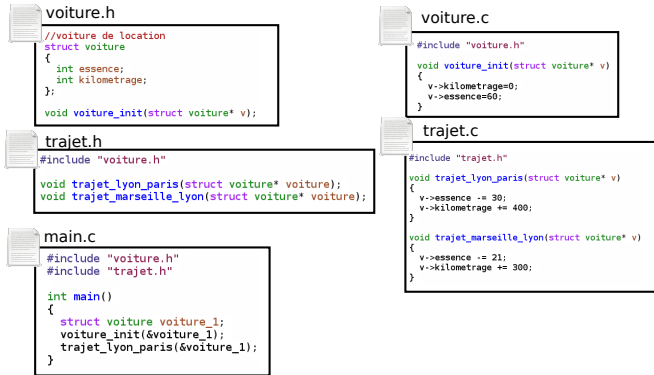 voiture.h
//voiture de location
struct voiture
{
int essence;
int kilometrage;
};
void voiture_init(struct voiture* v);
trajet.h
#include "voiture.h"
void trajet_lyon_paris(struct voiture* voiture);
void trajet_marseille_lyon(struct voiture* voiture);
main.c
#include "voiture.h"
#include "trajet.h"
int main()
{
struct voiture voiture_1;
voiture_init(&voiture_1);
trajet_lyon_paris(&voiture_1);
}
voiture.c
#include "voiture.h"
void voiture_init(struct voiture* v)
{
v->kilometrage=0;
v->essence=60;
}
trajet.c
#include "trajet.h"
void trajet_lyon_paris(struct voiture* v)
{
v->essence -= 30;
v->kilometrage += 400;
}
void trajet_marseille_lyon(struct voiture* v)
{
v->essence -= 21;
v->kilometrage += 300;
}